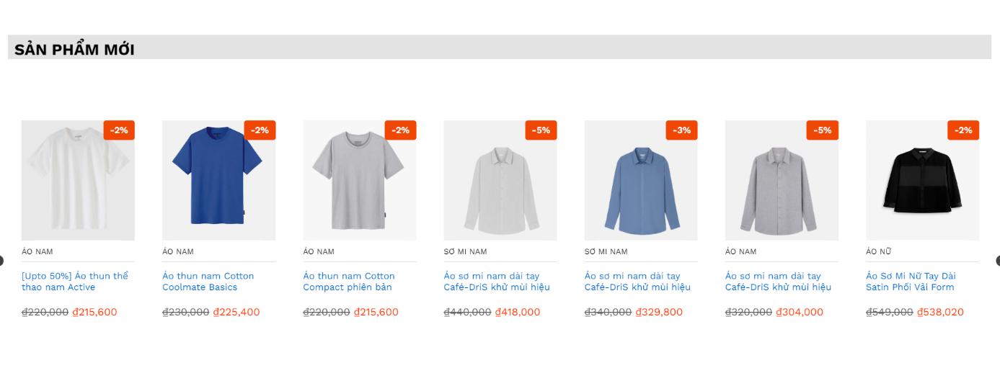 SẢN PHẨM MỚI
-2%
-2%
-2%
-5%
-3%
-5%
-2%
ÁO NAM
[Upto 50%] Áo thun thể
thao nam Active
₫220,000 ₫215,600
ÁO NAM
Áo thun nam Cotton
Coolmate Basics
₫230,000 ₫225,400
ÁO NAM
Áo thun nam Cotton
Compact phiên bản
₫220,000 ₫215,600
SƠ MI NAM
Áo sơ mi nam dài tay
Café-DriS khử mùi hiệu
₫440,000 ₫418,000
SƠ MI NAM
Áo sơ mi nam dài tay
Café-DriS khử mùi hiệu
₫340,000 ₫329,800
ÁO NAM
Áo sơ mi nam dài tay
Café-DriS khử mùi hiệu
₫320,000 ₫304,000
ÁO NỮ
Áo Sơ Mi Nữ Tay Dài
Satin Phối Vải Form
₫549,000 ₫538,020